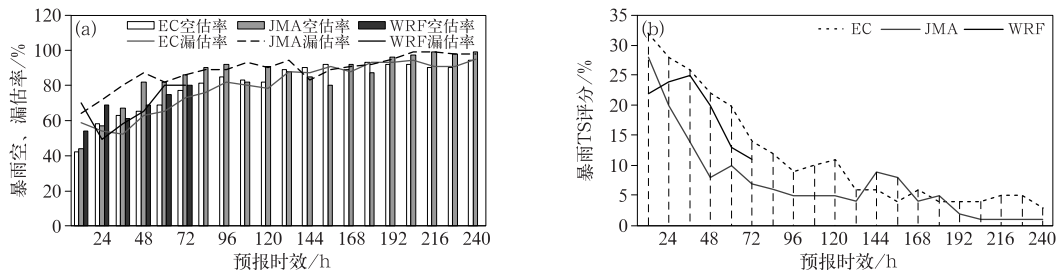 (a)
EC空估率 JMA空估率 WRF空估率
EC漏估率 JMA漏估率 WRF漏估率
暴雨空、漏估率/%
120
100
80
60
40
20
0
24 48 72 96 120 144 168 192 216 240
预报时效/h
(b)
EC JMA WRF
暴雨TS评分/%
35
30
25
20
15
10
5
0
24 48 72 96 120 144 168 192 216 240
预报时效/h